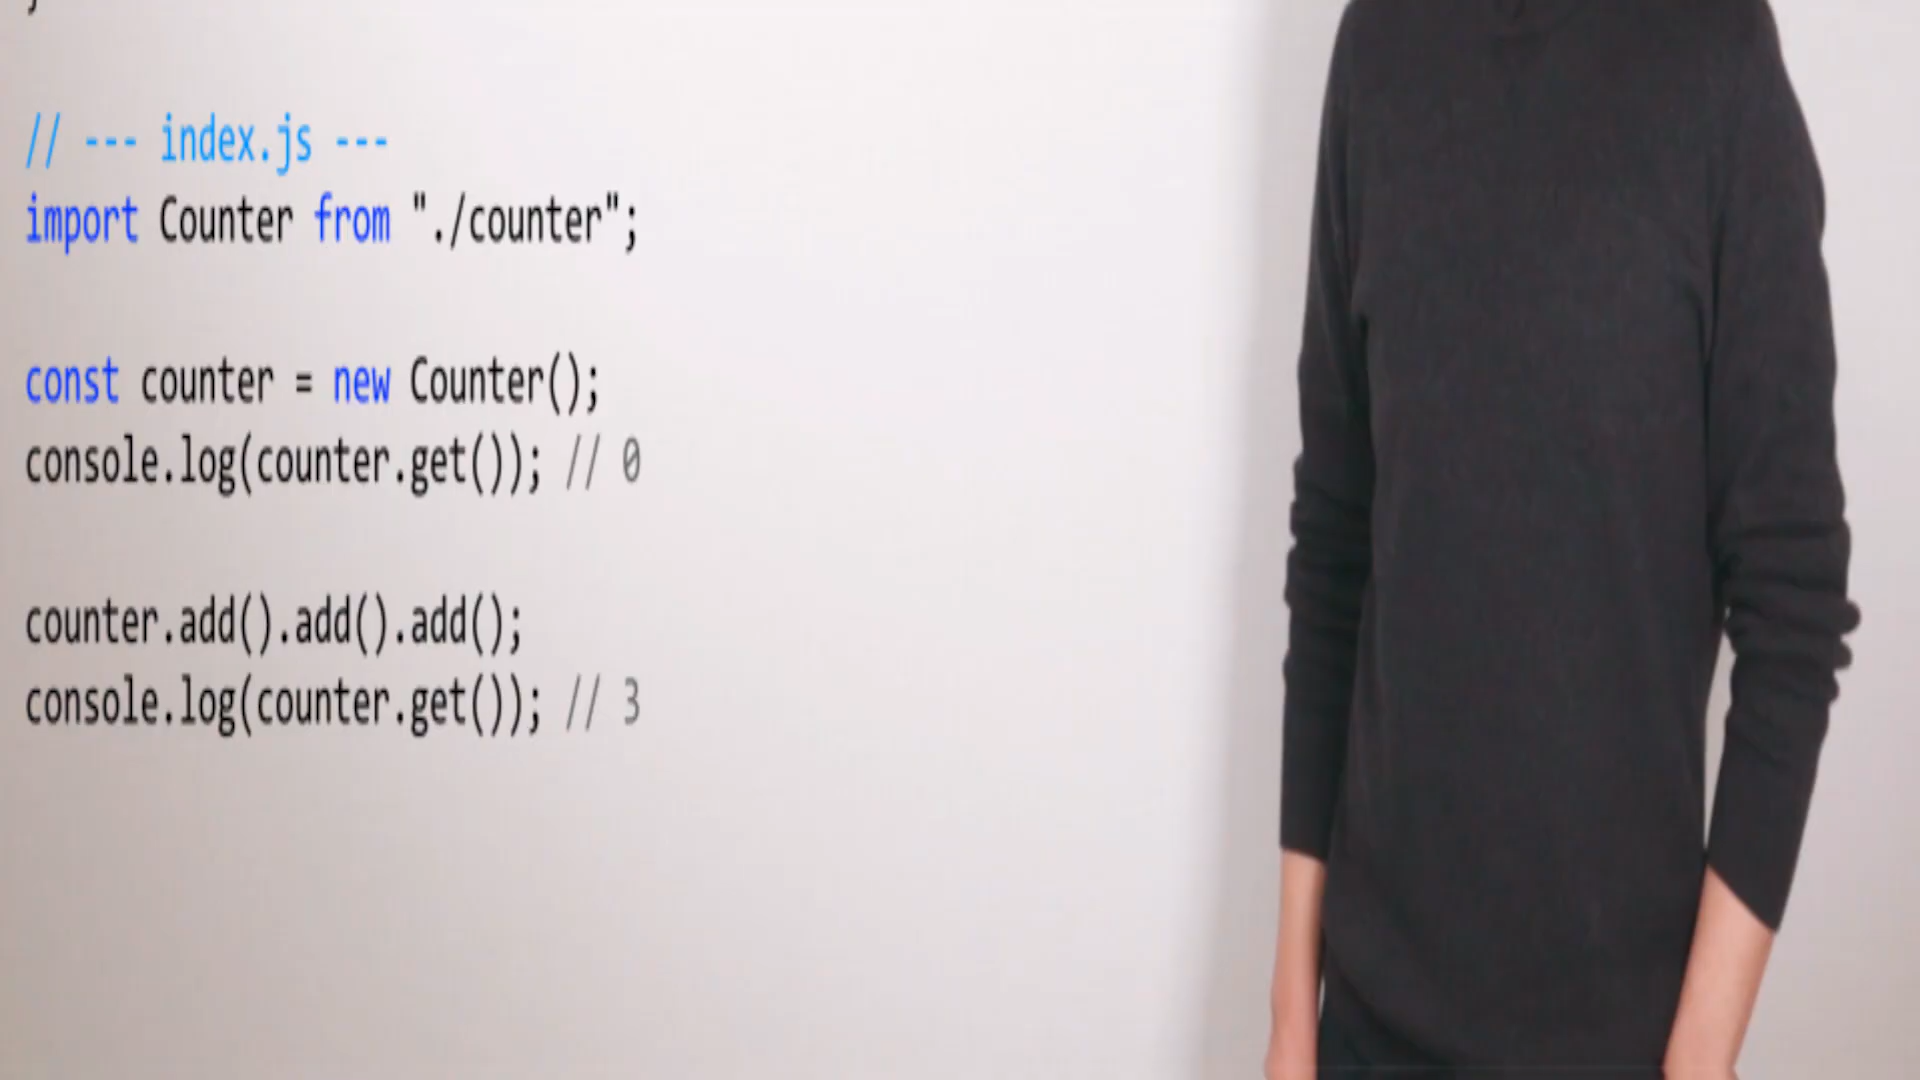 // --- index.js ---
import Counter from "./counter";
const counter = new Counter();
console.log(counter.get()); // 0
counter.add().add().add();
console.log(counter.get()); // 3